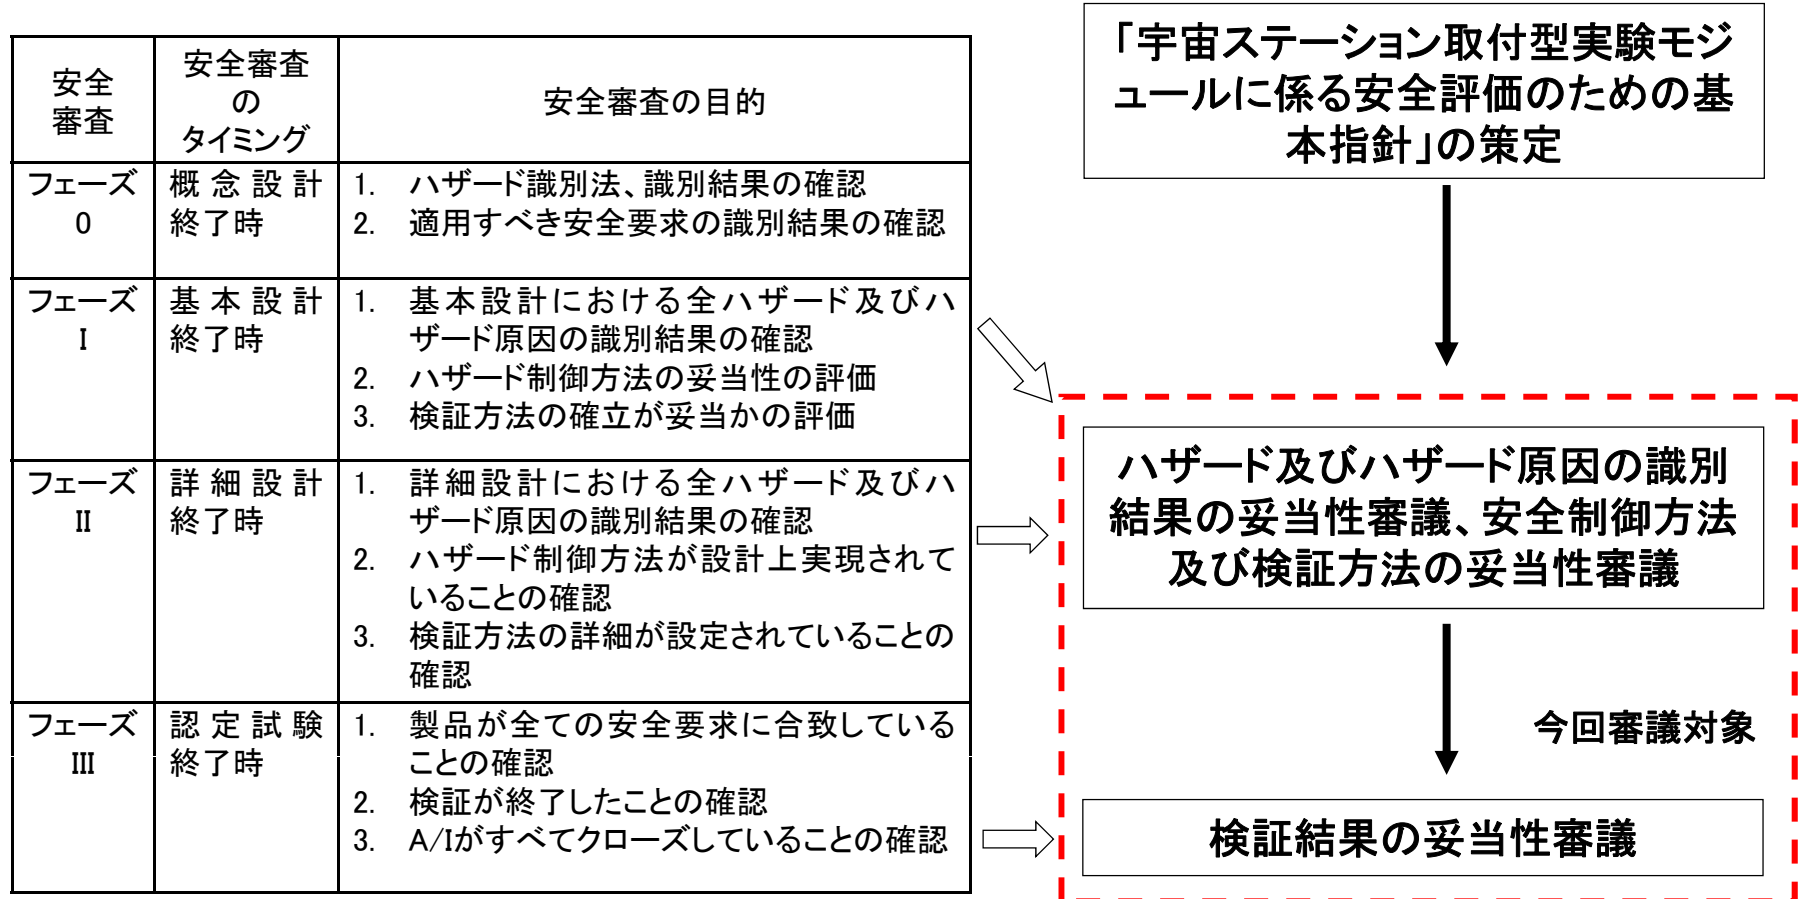 安全
審査
安全審査
の
タイミング
安全審査の目的
フェーズ
0
概念設計
終了時
1. ハザード識別法、識別結果の確認
2. 適用すべき安全要求の識別結果の確認
フェーズ
I
基本設計
終了時
1. 基本設計における全ハザード及びハ
ザード原因の識別結果の確認
2. ハザード制御方法の妥当性の評価
3. 検証方法の確立が妥当かの評価
フェーズ
II
詳細設計
終了時
1. 詳細設計における全ハザード及びハ
ザード原因の識別結果の確認
2. ハザード制御方法が設計上実現されて
いることの確認
3. 検証方法の詳細が設定されていることの
確認
フェーズ
III
認定試験
終了時
1. 製品が全ての安全要求に合致している
ことの確認
2. 検証が終了したことの確認
3. A/Iがすべてクローズしていることの確認
「宇宙ステーション取付型実験モジ
ュールに係る安全評価のための基
本指針」の策定
ハザード及びハザード原因の識別
結果の妥当性審議、安全制御方法
及び検証方法の妥当性審議
今回審議対象
検証結果の妥当性審議